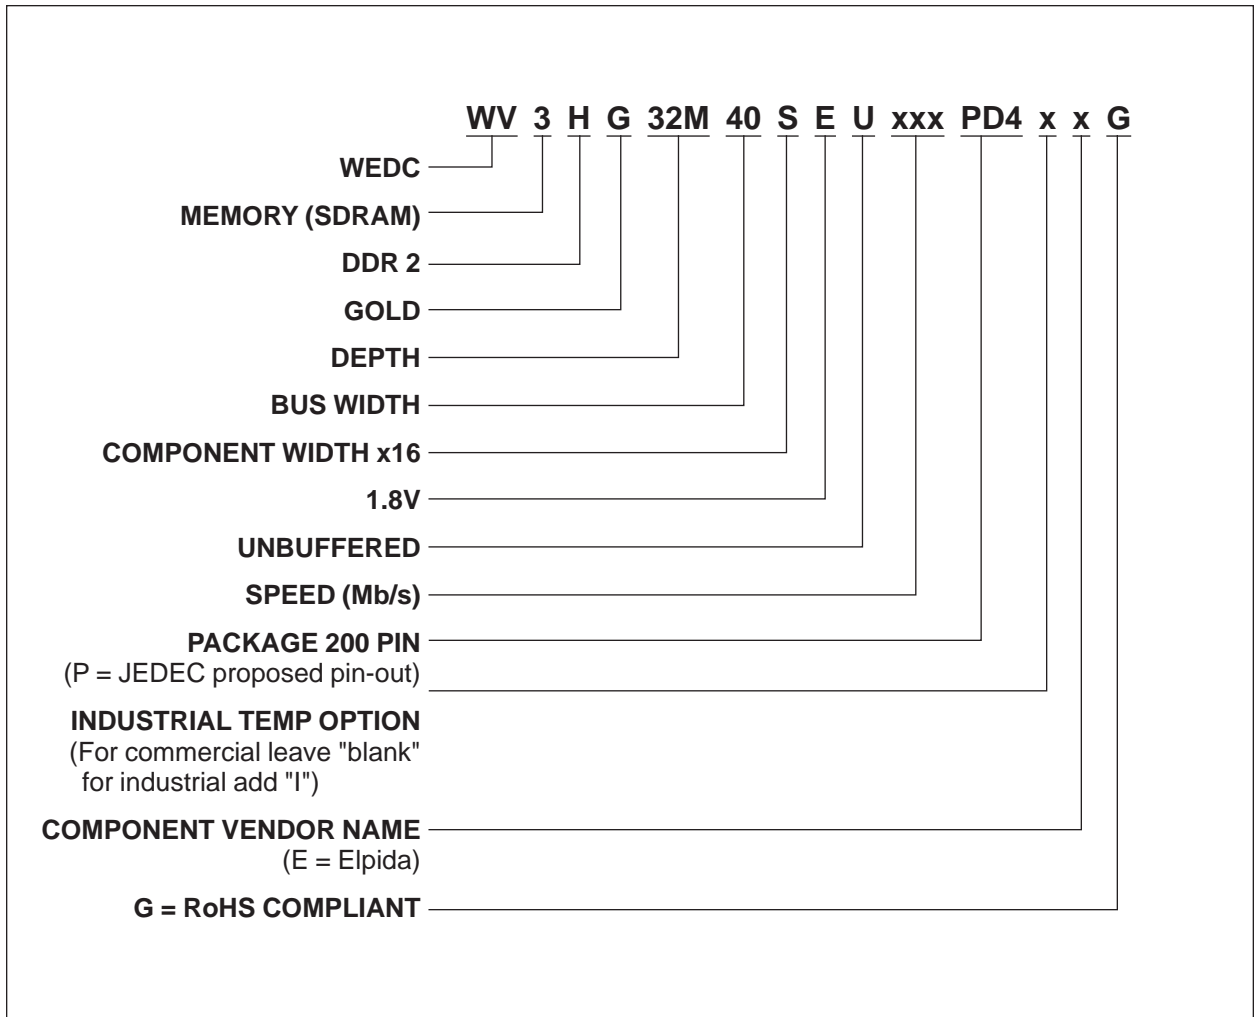 WV 3 H G 32M 40 S E U xxx PD4 x x G
WEDC
MEMORY (SDRAM)
DDR 2
GOLD
DEPTH
BUS WIDTH
COMPONENT WIDTH x16
1.8V
UNBUFFERED
SPEED (Mb/s)
PACKAGE 200 PIN
(P = JEDEC proposed pin-out)
INDUSTRIAL TEMP OPTION
(For commercial leave "blank"
for industrial add "I")
COMPONENT VENDOR NAME
(E = Elpida)
G = RoHS COMPLIANT